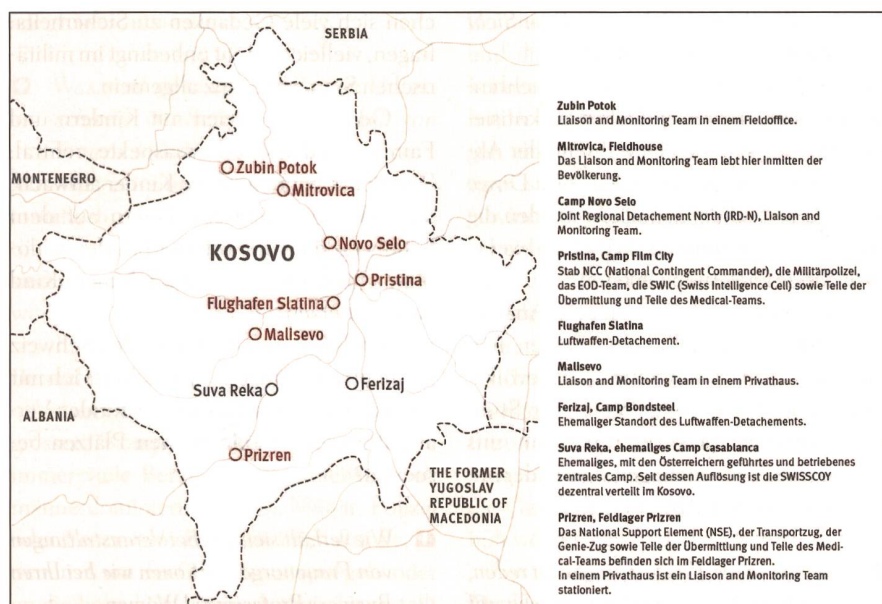 SERBIA
MONTENEGRO
Zubin Potok
Mitrovica
KOSOVO
Novo Selo
Pristina
Flughafen Slatina
Malisevo
Suva Reka
Ferizaj
ALBANIA
Prizren
THE FORMER
YUGOSLAV
REPUBLIC OF
MACEDONIA
Zubin Potok
Liaison and Monitoring Team in einem Fieldoffice.
Mitrovica, Fieldhouse
Das Liaison and Monitoring Team lebt hier inmitten der
Bevölkerung.
Camp Novo Selo
Joint Regional Detachement North (JRD-N), Liaison and
Monitoring Team.
Pristina, Camp Film City
Stab NCC (National Contingent Commander), die Militärpolizei,
das EOD-Team, die SWIC (Swiss Intelligence Cell) sowie Teile der
Übermittlung und Teile des Medical-Teams.
Flughafen Slatina
Luftwaffen-Detachement.
Malisevo
Liaison and Monitoring Team in einem Privathaus.
Ferizaj, Camp Bondsteel
Ehemaliger Standort des Luftwaffen-Detachements.
Suva Reka, ehemaliges Camp Casablanca
Ehemaliges, mit den Österreichern geführtes und betriebenes
zentrales Camp. Seit dessen Auflösung ist die SWISSCOY
dezentral verteilt im Kosovo.
Prizren, Feldlager Prizren
Das National Support Element (NSE), der Transportzug, der
Genie-Zug sowie Teile der Übermittlung und Teile des Medi-
cal-Teams befinden sich im Feldlager Prizren.
In einem Privathaus ist ein Liaison and Monitoring Team
stationiert.